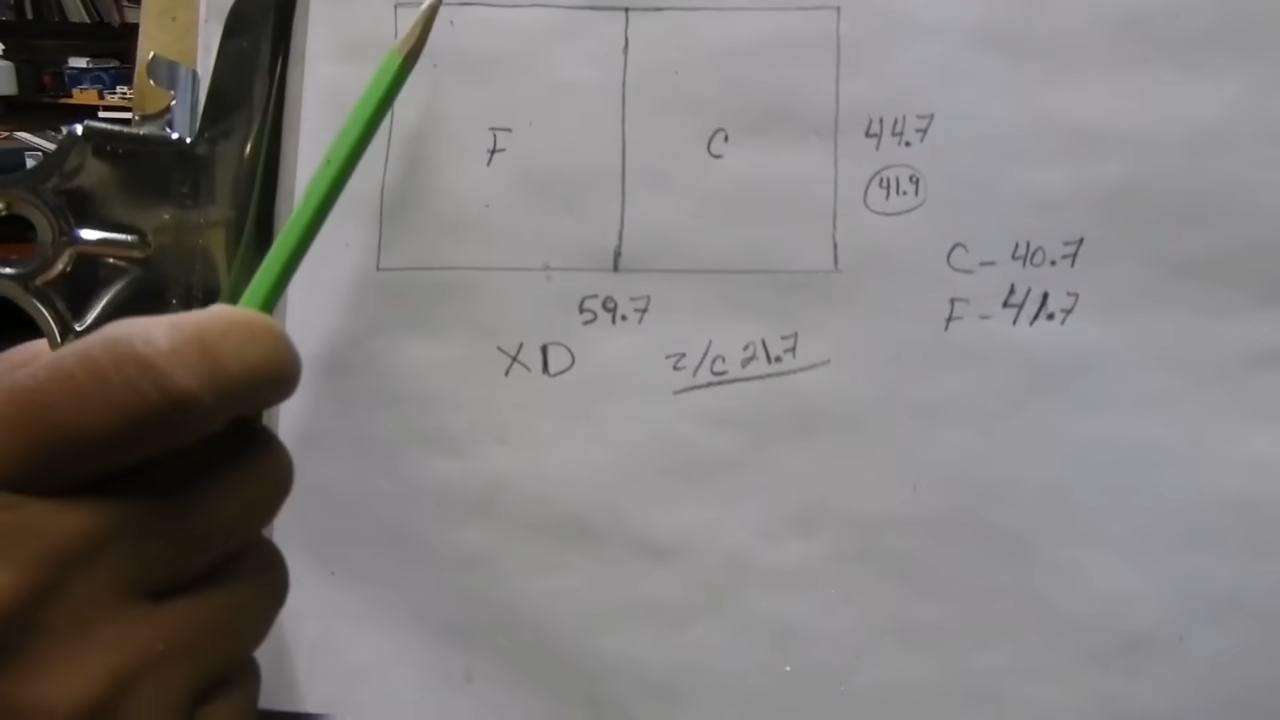 F C 44.7
41.9
C - 40.7
F - 41.7
59.7
XD z/c 21.7